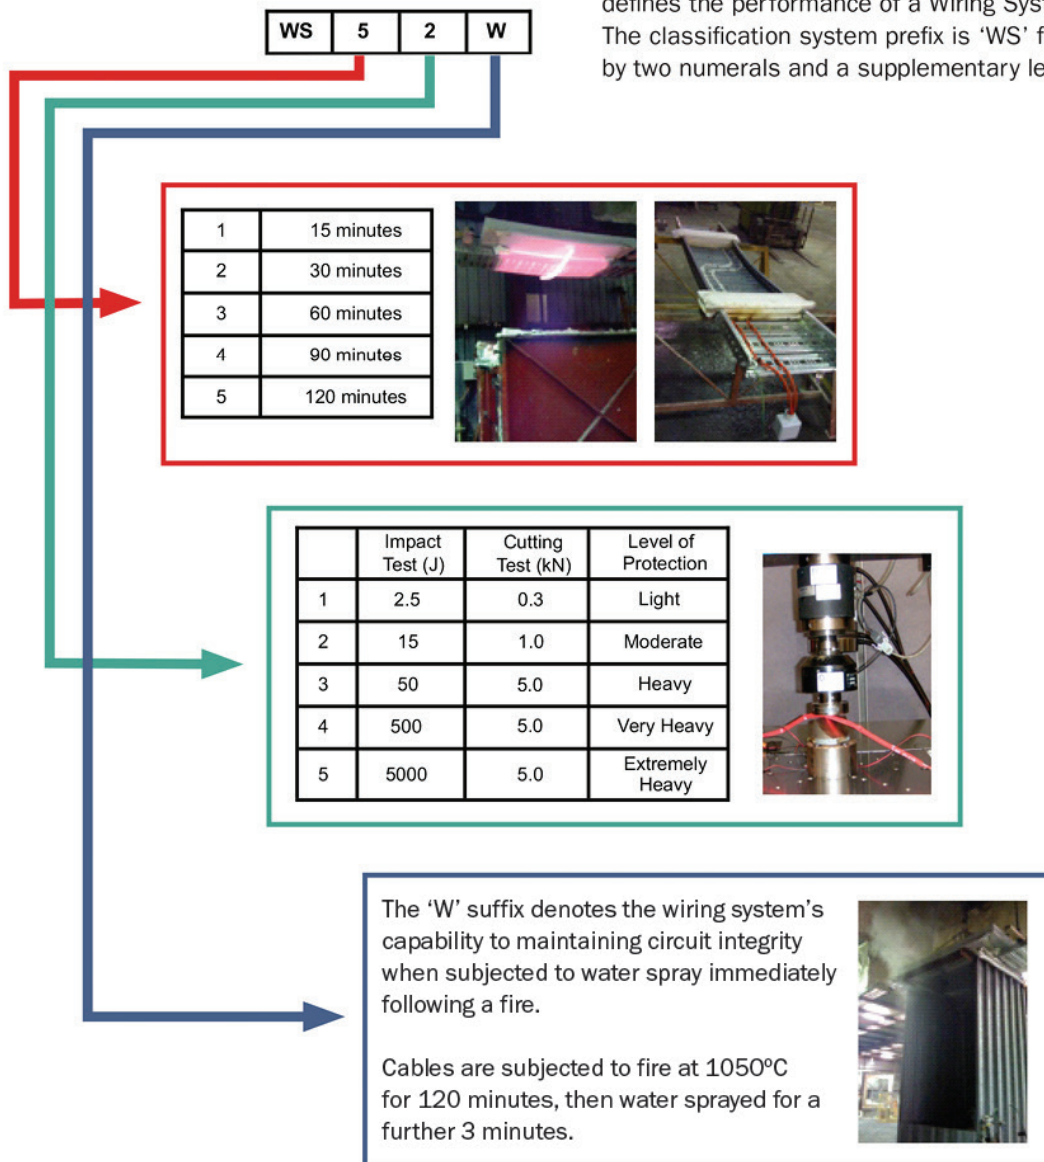 defines the performance of a Wiring Syst
The classification system prefix is ‘WS’ f
by two numerals and a supplementary le
WS 5 2 W
1 15 minutes
2 30 minutes
3 60 minutes
4 90 minutes
5 120 minutes
Impact Test (J) Cutting Test (kN) Level of Protection
1 2.5 0.3 Light
2 15 1.0 Moderate
3 50 5.0 Heavy
4 500 5.0 Very Heavy
5 5000 5.0 Extremely Heavy
The ‘W’ suffix denotes the wiring system’s
capability to maintaining circuit integrity
when subjected to water spray immediately
following a fire.
Cables are subjected to fire at 1050ºC
for 120 minutes, then water sprayed for a
further 3 minutes.